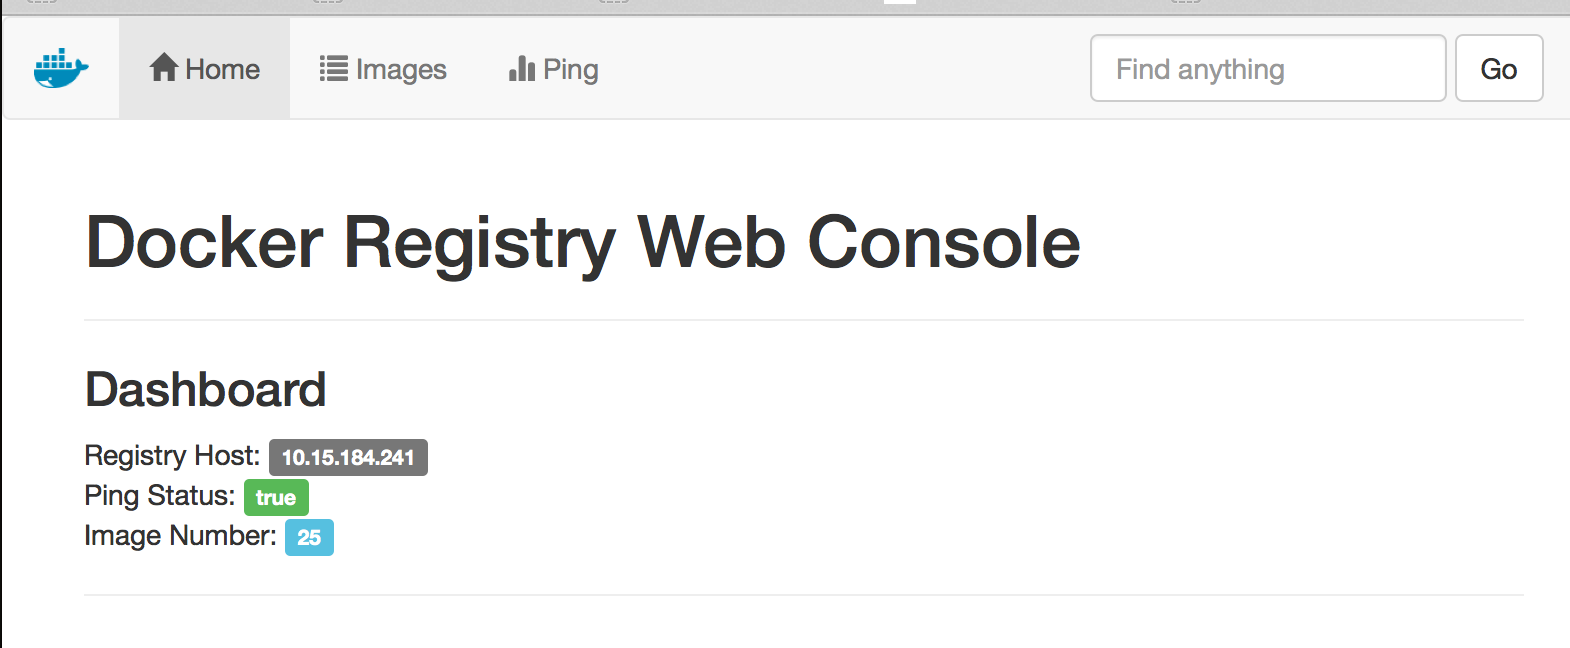 Home Images Ping Find anything Go
Docker Registry Web Console
Dashboard
Registry Host: 10.15.184.241
Ping Status: true
Image Number: 25